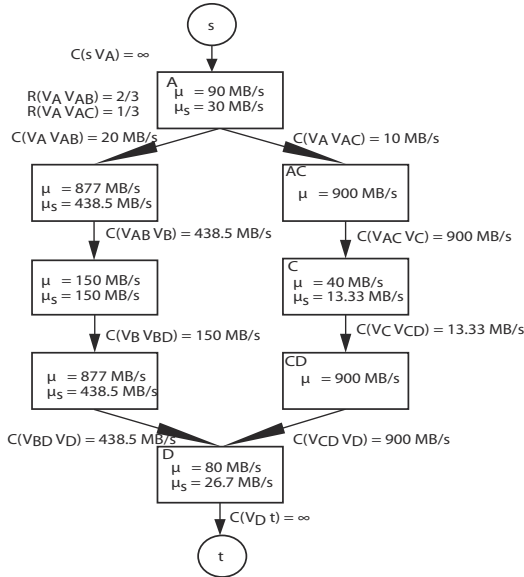 s
C(s VA) = ∞
A
μ = 90 MB/s
μs = 30 MB/s
R(VA VAB) = 2/3
R(VA VAC) = 1/3
C(VA VAB) = 20 MB/s
C(VA VAC) = 10 MB/s
μ = 877 MB/s
μs = 438.5 MB/s
AC
μ = 900 MB/s
C(VAB VB) = 438.5 MB/s
C(VAC VC) = 900 MB/s
μ = 150 MB/s
μs = 150 MB/s
C
μ = 40 MB/s
μs = 13.33 MB/s
C(VB VBD) = 150 MB/s
C(VC VCD) = 13.33 MB/s
μ = 877 MB/s
μs = 438.5 MB/s
CD
μ = 900 MB/s
C(VBD VD) = 438.5 MB/s
C(VCD VD) = 900 MB/s
D
μ = 80 MB/s
μs = 26.7 MB/s
C(VD t) = ∞
t